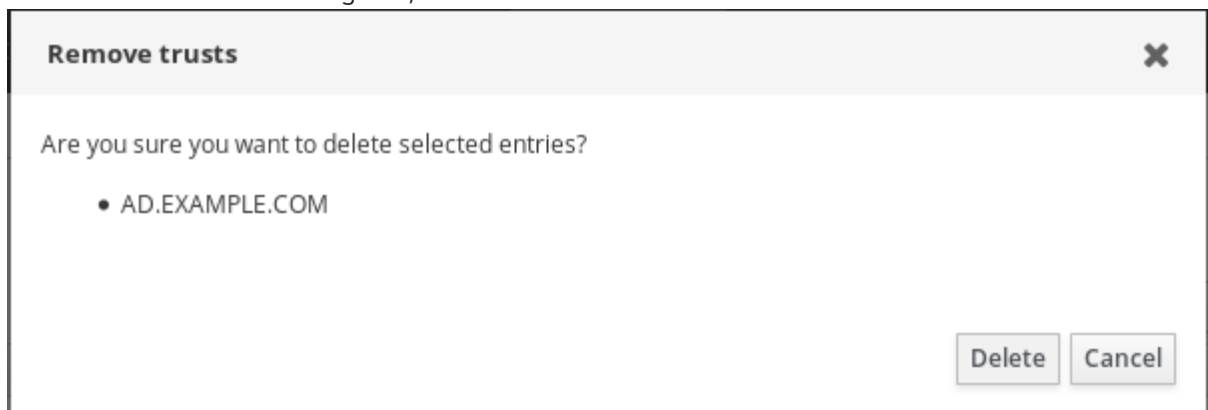 Remove trusts
Are you sure you want to delete selected entries?
• AD.EXAMPLE.COM
Delete Cancel